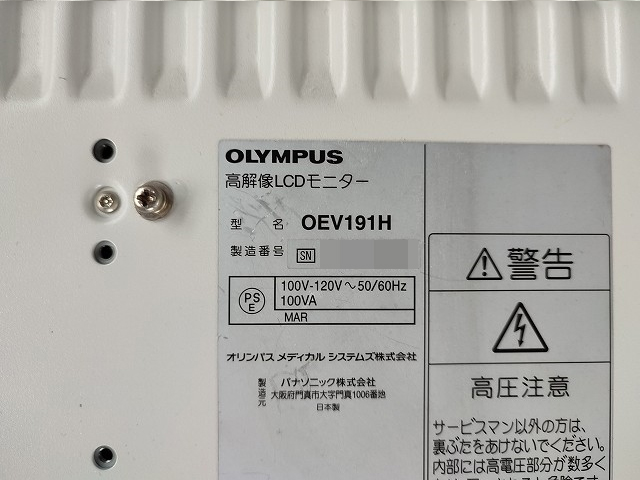 OLYMPUS
高解像LCDモニター
型 名 OEV191H
製造番号 SN
PS
E
100V-120V～50/60Hz
100VA
MAR
オリンパス メディカル システムズ株式会社
製造元
パナソニック株式会社
大阪府門真市大字門真1006番地
日本製
警告
高圧注意
サービスマン以外の方は、
裏ぶたをあけないでください。
内部には高電圧部分が数多く